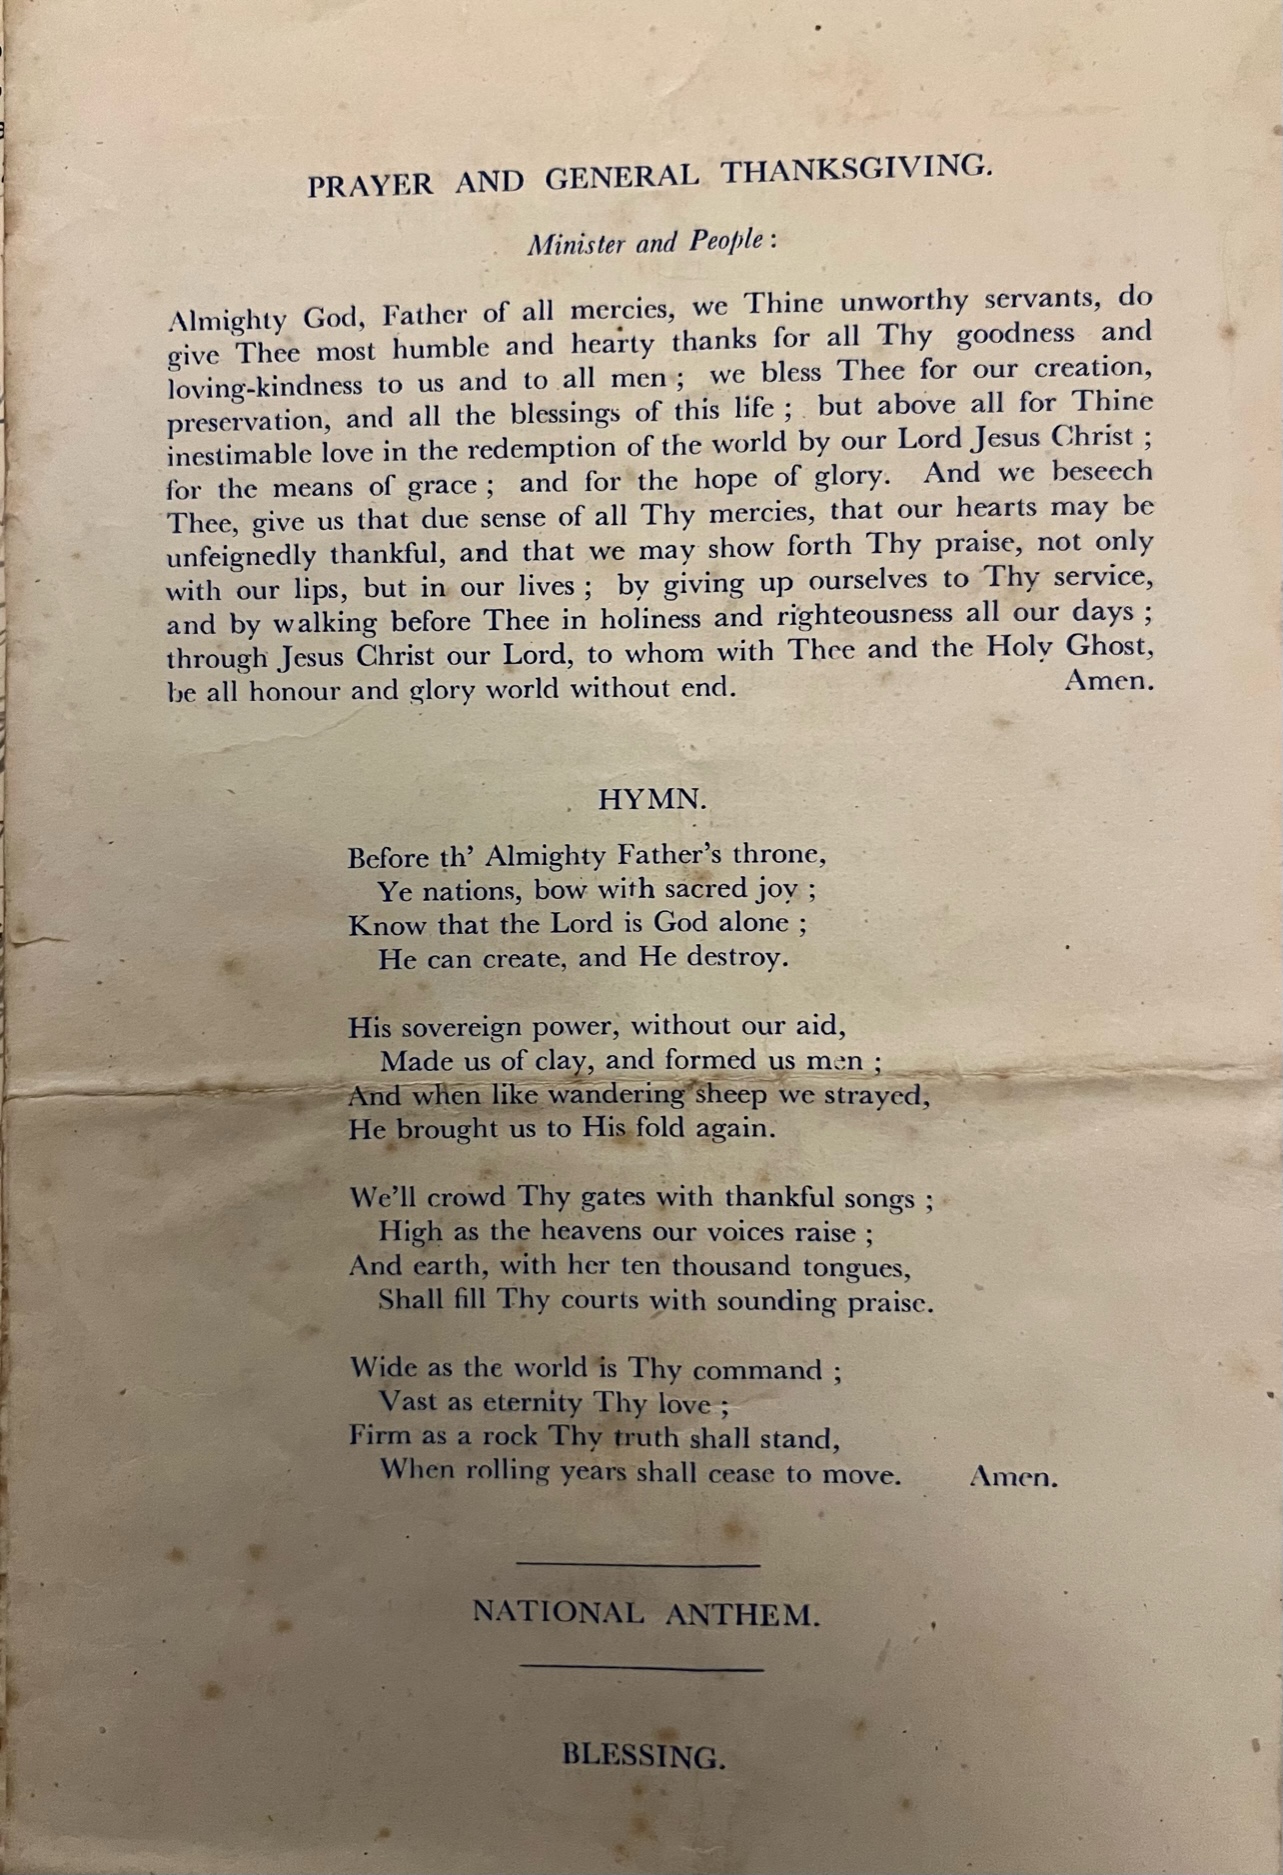 PRAYER AND GENERAL THANKSGIVING.
Minister and People :
Almighty God, Father of all mercies, we Thine unworthy servants, do
give Thee most humble and hearty thanks for all Thy goodness and
loving-kindness to us and to all men ; we bless Thee for our creation,
preservation, and all the blessings of this life ; but above all for Thine
inestimable love in the redemption of the world by our Lord Jesus Christ ;
for the means of grace ; and for the hope of glory. And we beseech
Thee, give us that due sense of all Thy mercies, that our hearts may be
unfeignedly thankful, and that we may show forth Thy praise, not only
with our lips, but in our lives ; by giving up ourselves to Thy service,
and by walking before Thee in holiness and righteousness all our days ;
through Jesus Christ our Lord, to whom with Thee and the Holy Ghost,
be all honour and glory world without end. Amen.
HYMN.
Before th' Almighty Father's throne,
Ye nations, bow with sacred joy ;
Know that the Lord is God alone ;
He can create, and He destroy.
His sovereign power, without our aid,
Made us of clay, and formed us men ;
And when like wandering sheep we strayed,
He brought us to His fold again.
We'll crowd Thy gates with thankful songs ;
High as the heavens our voices raise ;
And earth, with her ten thousand tongues,
Shall fill Thy courts with sounding praise.
Wide as the world is Thy command ;
Vast as eternity Thy love ;
Firm as a rock Thy truth shall stand,
When rolling years shall cease to move. Amen.
NATIONAL ANTHEM.
BLESSING.